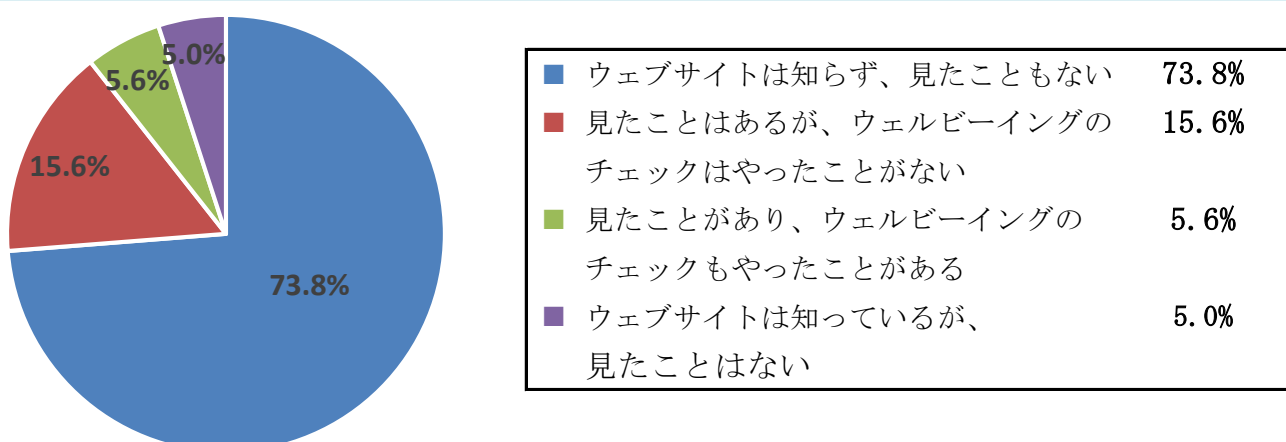 5.0%
5.6%
15.6%
73.8%
■ ウェブサイトは知らず、見たこともない 73.8%
■ 見たことはあるが、ウェルビーイングの 15.6%
チェックはやったことがない
■ 見たことがあり、ウェルビーイングの 5.6%
チェックもやったことがある
■ ウェブサイトは知っているが、 5.0%
見たことはない